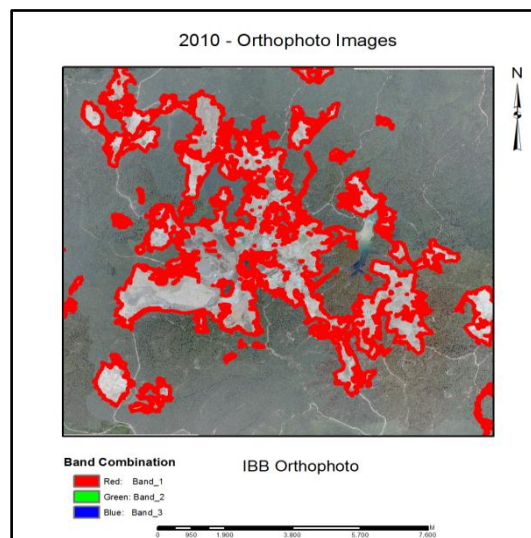 2010 - Orthophoto Images
N
Band Combination
Red: Band_1
Green: Band_2
Blue: Band_3
IBB Orthophoto
0 950 1,900 3,800 5,700 7,600
M